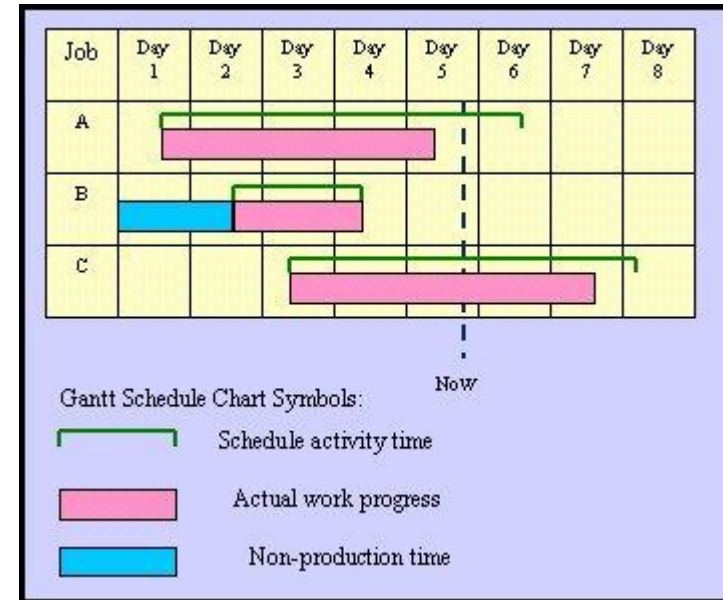 Job Day 1 Day 2 Day 3 Day 4 Day 5 Day 6 Day 7 Day 8
A
B
C
Now
Gantt Schedule Chart Symbols:
Schedule activity time
Actual work progress
Non-production time